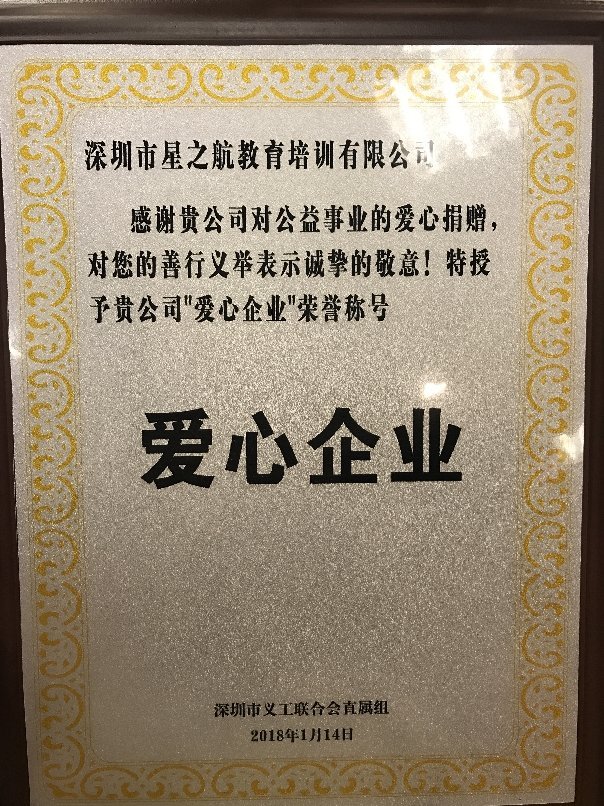 深圳市星之航教育培训有限公司
感谢贵公司对公益事业的爱心捐赠，
对您的善行义举表示诚挚的敬意！特授
予贵公司"爱心企业"荣誉称号
爱心企业
深圳市义工联合会直属组
2018年1月14日